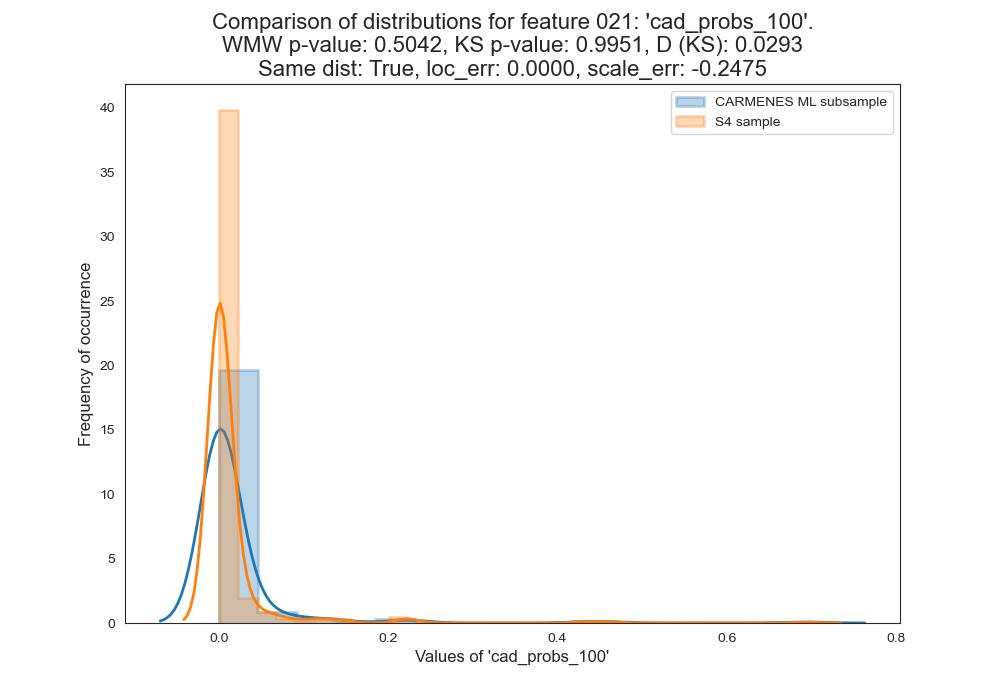 Comparison of distributions for feature 021: 'cad_probs_100'.
WMW p-value: 0.5042, KS p-value: 0.9951, D (KS): 0.0293
Same dist: True, loc_err: 0.0000, scale_err: -0.2475
CARMENES ML subsample
S4 sample
Frequency of occurrence
40
35
30
25
20
15
10
5
0
0.0 0.2 0.4 0.6 0.8
Values of 'cad_probs_100'